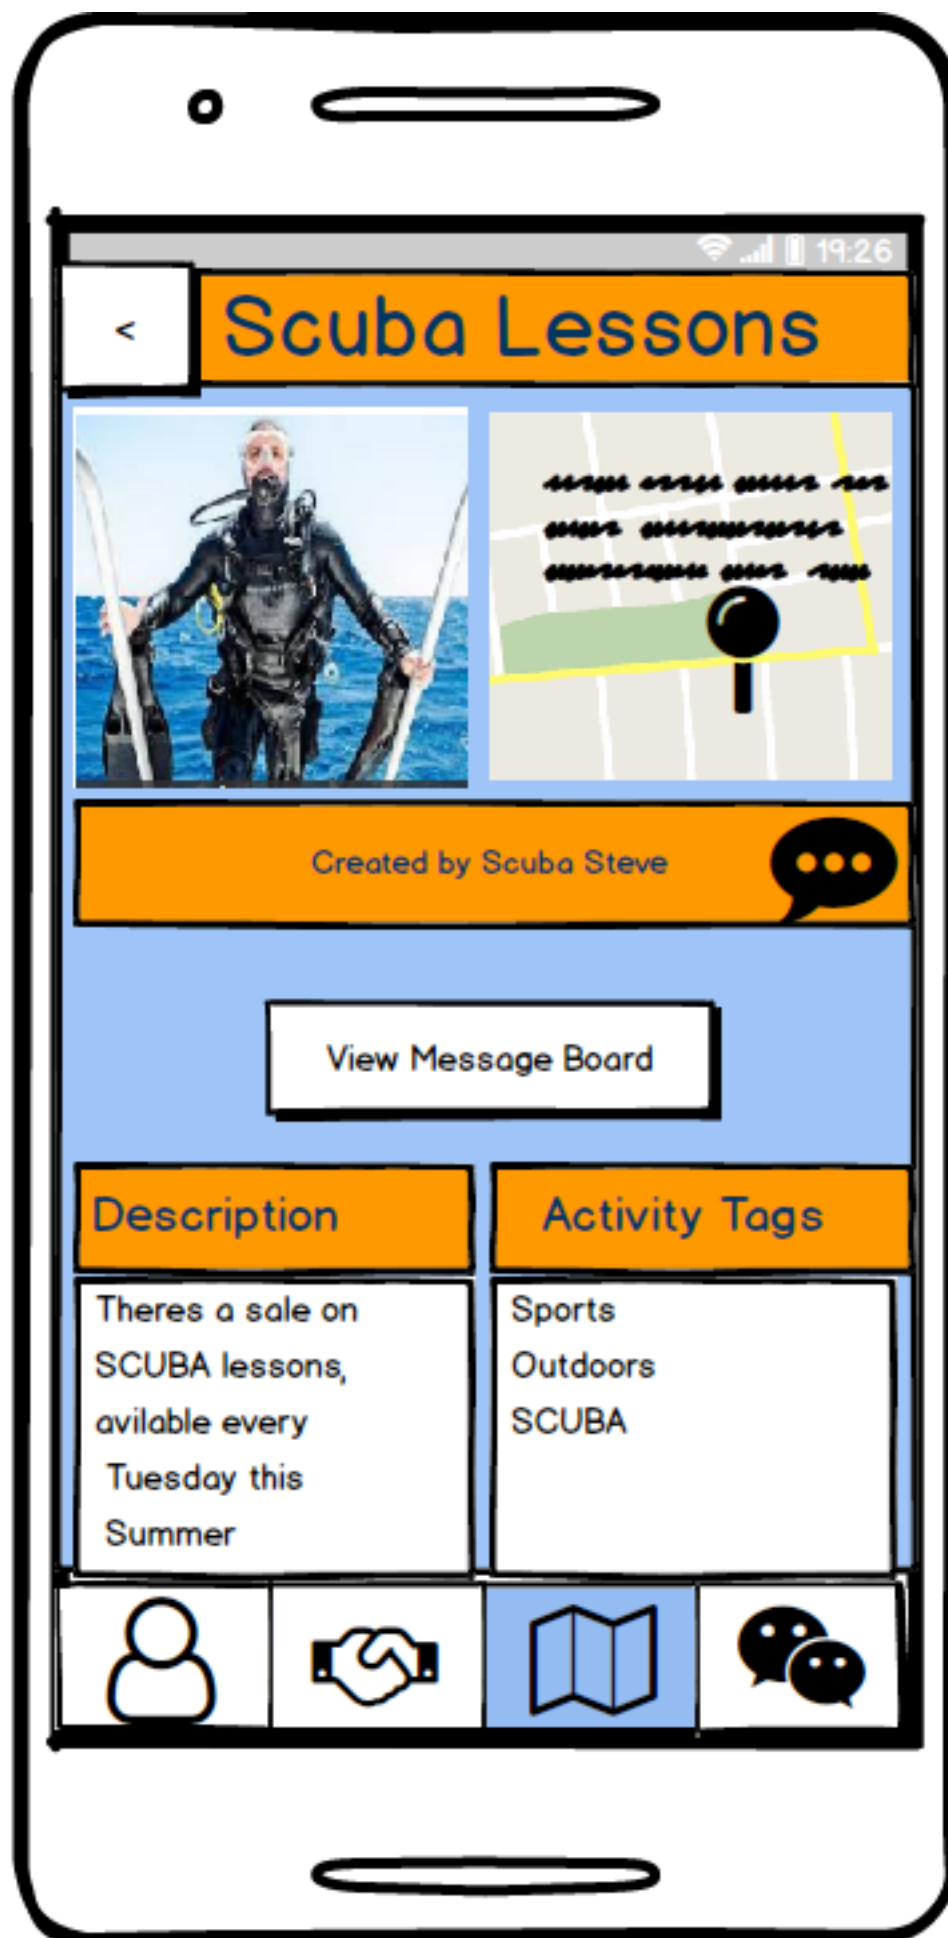 19:26
<
Scuba Lessons
Created by Scuba Steve
View Message Board
Description
Theres a sale on
SCUBA lessons,
avilable every
Tuesday this
Summer
Activity Tags
Sports
Outdoors
SCUBA